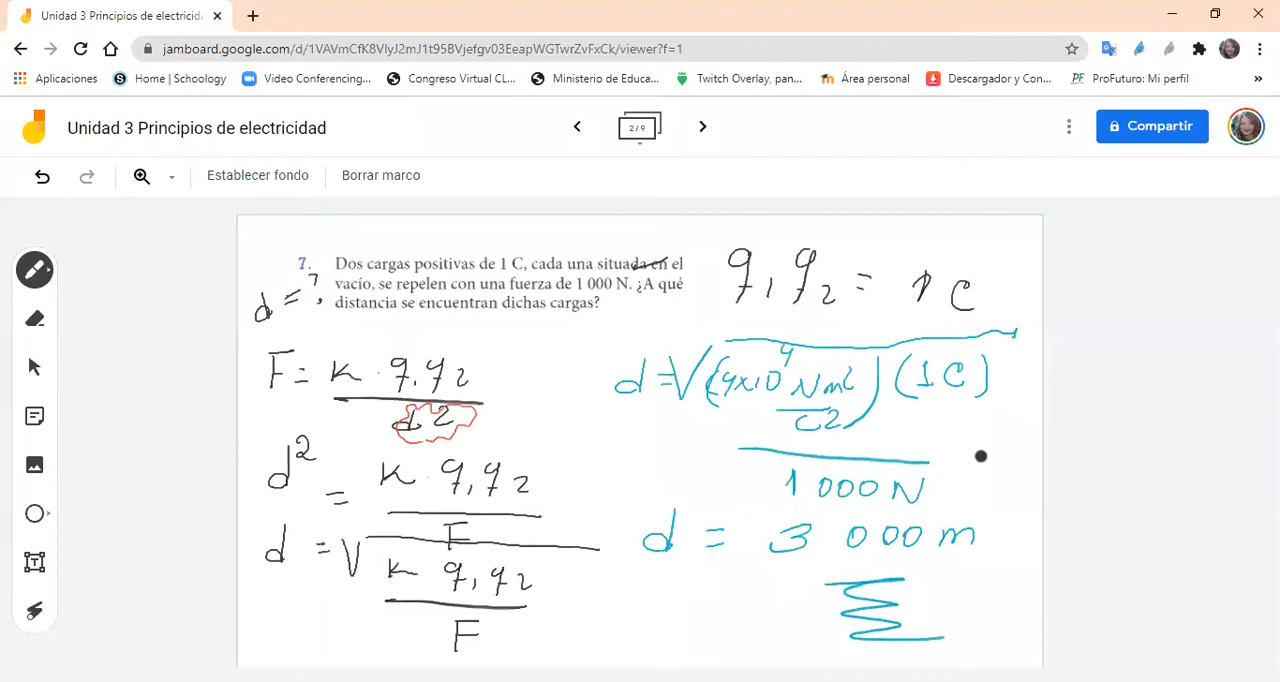 Unidad 3 Principios de electricida
jamboard.google.com/d/1VAVmCfK8VlyJ2mJ1t95BVjefgv03EeapWGTwrZvFxCk/viewer?f=1
Aplicaciones
Home | Schoology
Video Conferencing...
Congreso Virtual CL...
Ministerio de Educa...
Twitch Overlay, pan...
Área personal
Descargador y Con...
ProFuturo: Mi perfil
»
Unidad 3 Principios de electricidad
2/9
Compartir
Establecer fondo
Borrar marco
7. Dos cargas positivas de 1 C, cada una situada en el
vacío, se repelen con una fuerza de 1 000 N. ¿A qué
distancia se encuentran dichas cargas?
d = ?
q1 q2 = 1 C
F = K · q1 q2
d2
d2 = K · q1 q2
F
d = √ K q1 q2
F
d = √ (9x10⁹ Nm2) (1 C)
C2
1 000 N
d = 3 000 m